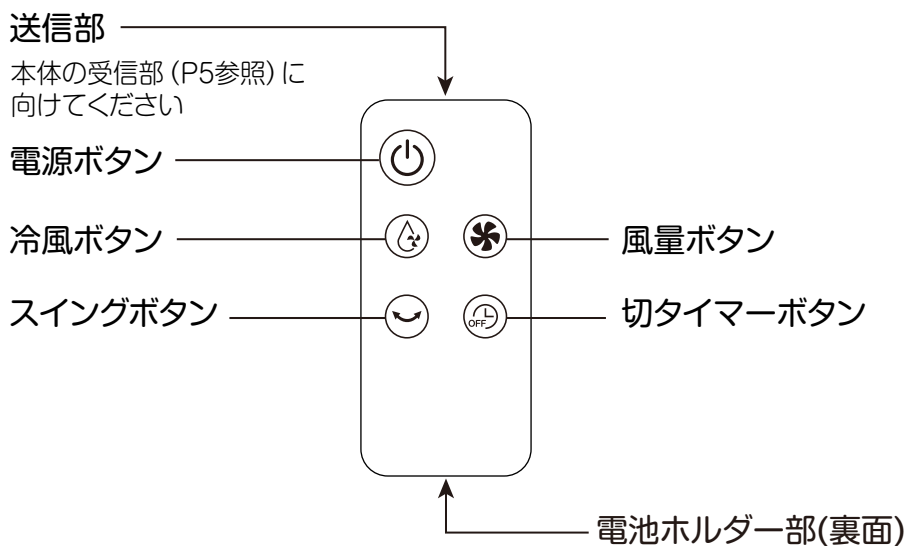 送信部
本体の受信部 (P5参照) に
向けてください
電源ボタン
冷風ボタン
風量ボタン
スイングボタン
OFF
切タイマーボタン
電池ホルダー部(裏面)